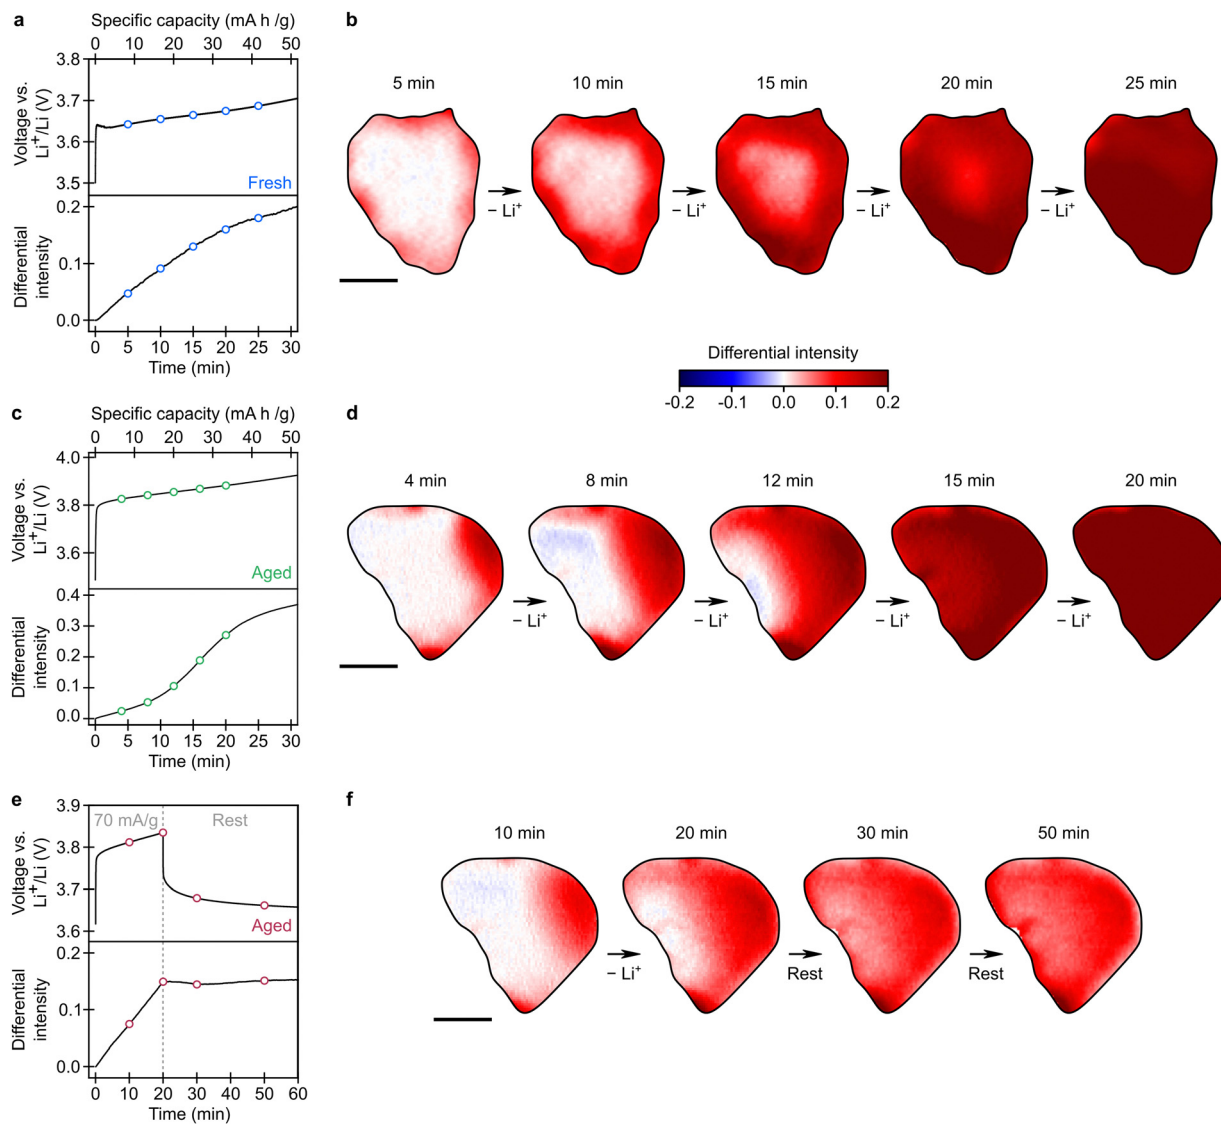 a
Specific capacity (mA h /g)
0 10 20 30 40 50
3.8
3.7
3.6
3.5
Voltage vs.
Li⁺/Li (V)
Fresh
0.2
0.1
0.0
Differential
intensity
0 5 10 15 20 25 30
Time (min)
b
5 min
10 min
15 min
20 min
25 min
− Li⁺
− Li⁺
− Li⁺
− Li⁺
Differential intensity
-0.2 -0.1 0.0 0.1 0.2
c
Specific capacity (mA h /g)
0 10 20 30 40 50
4.0
3.8
3.6
Voltage vs.
Li⁺/Li (V)
Aged
0.4
0.3
0.2
0.1
0.0
Differential
intensity
0 5 10 15 20 25 30
Time (min)
d
4 min
8 min
12 min
15 min
20 min
− Li⁺
− Li⁺
− Li⁺
− Li⁺
e
3.9
3.8
3.7
3.6
Voltage vs.
Li⁺/Li (V)
70 mA/g
Rest
Aged
0.2
0.1
0.0
Differential
intensity
0 10 20 30 40 50 60
Time (min)
f
10 min
20 min
30 min
50 min
− Li⁺
Rest
Rest